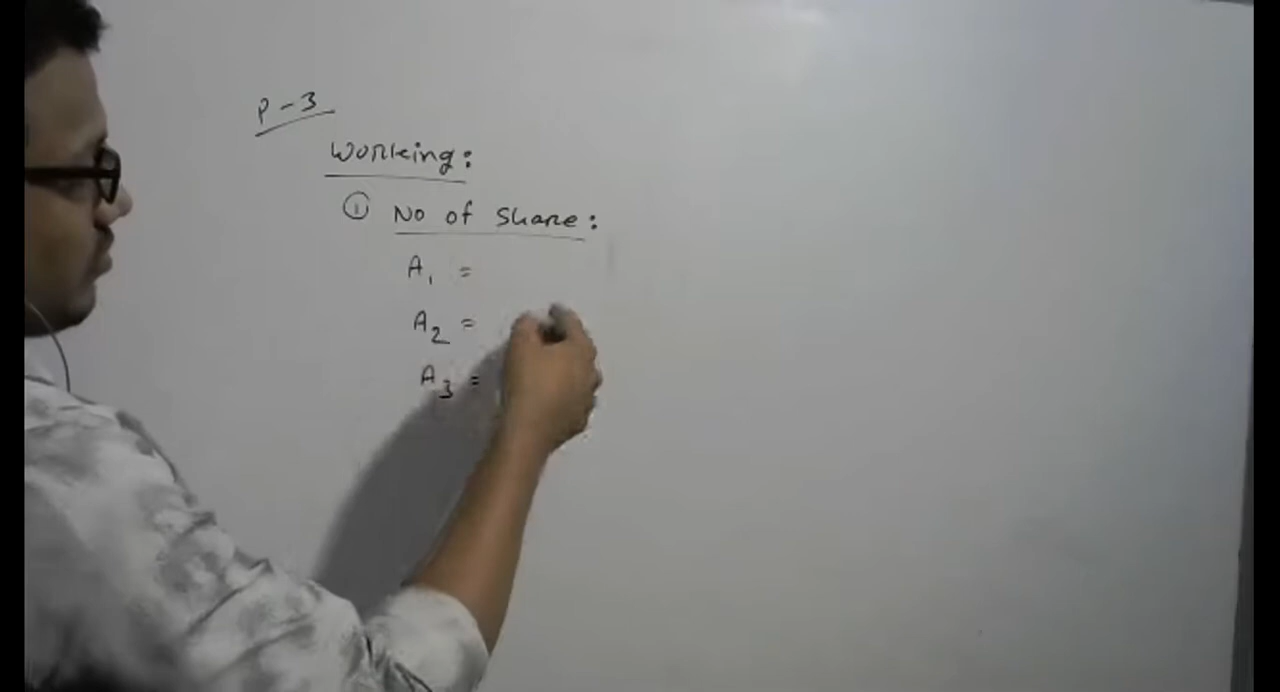 P-3
Working:
① No of Share:
A₁ =
A₂ =
A₃ =